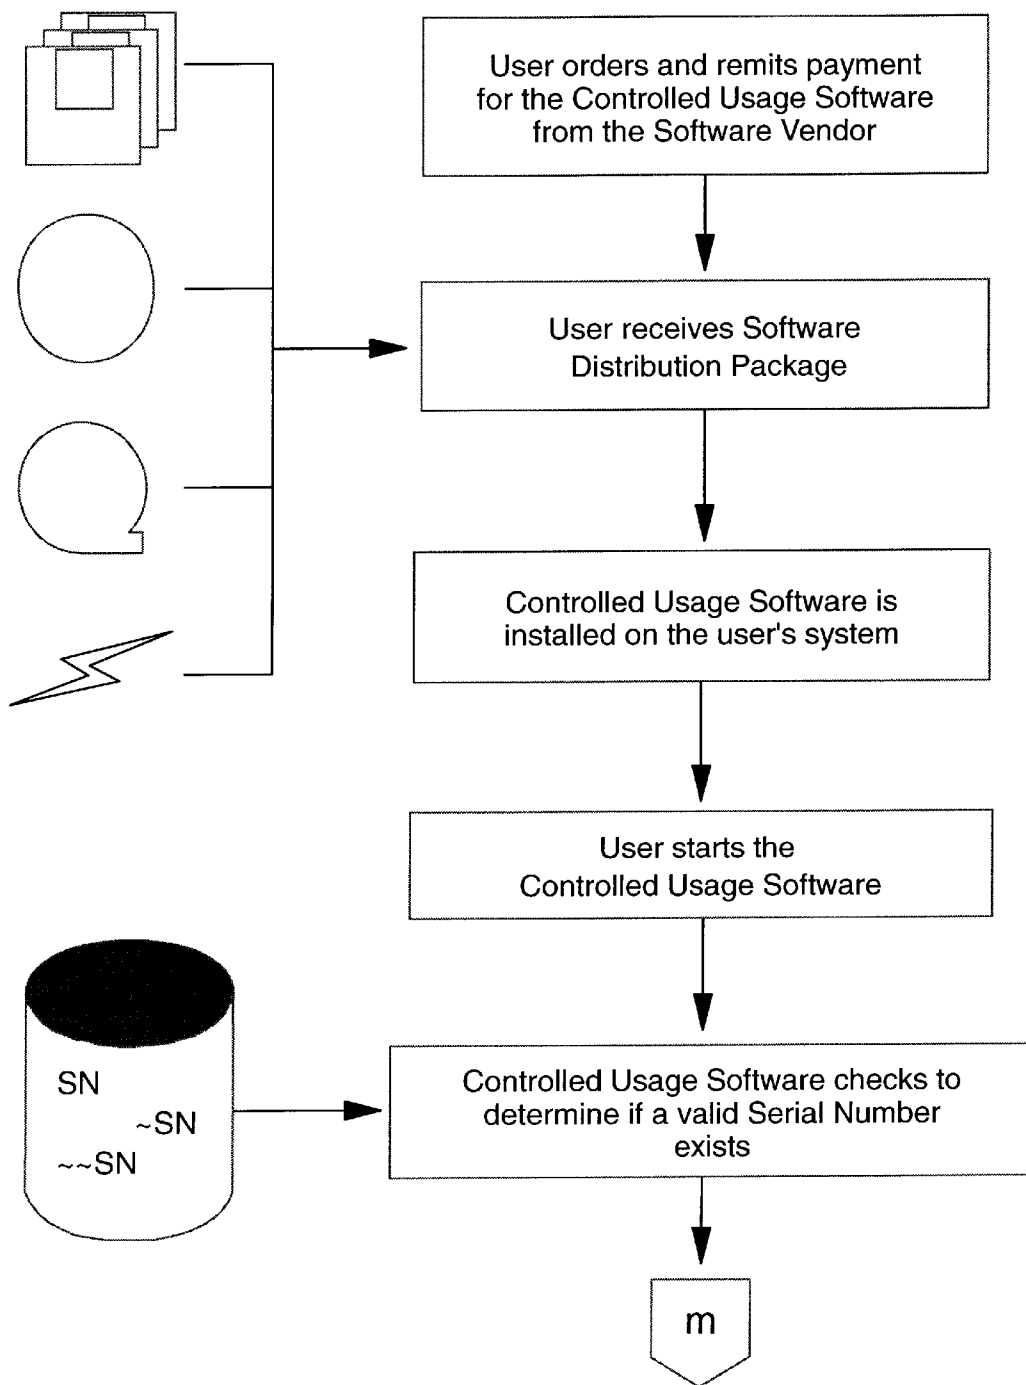 User orders and remits payment
for the Controlled Usage Software
from the Software Vendor
User receives Software
Distribution Package
Controlled Usage Software is
installed on the user's system
User starts the
Controlled Usage Software
SN
~SN
~~SN
Controlled Usage Software checks to
determine if a valid Serial Number
exists
m